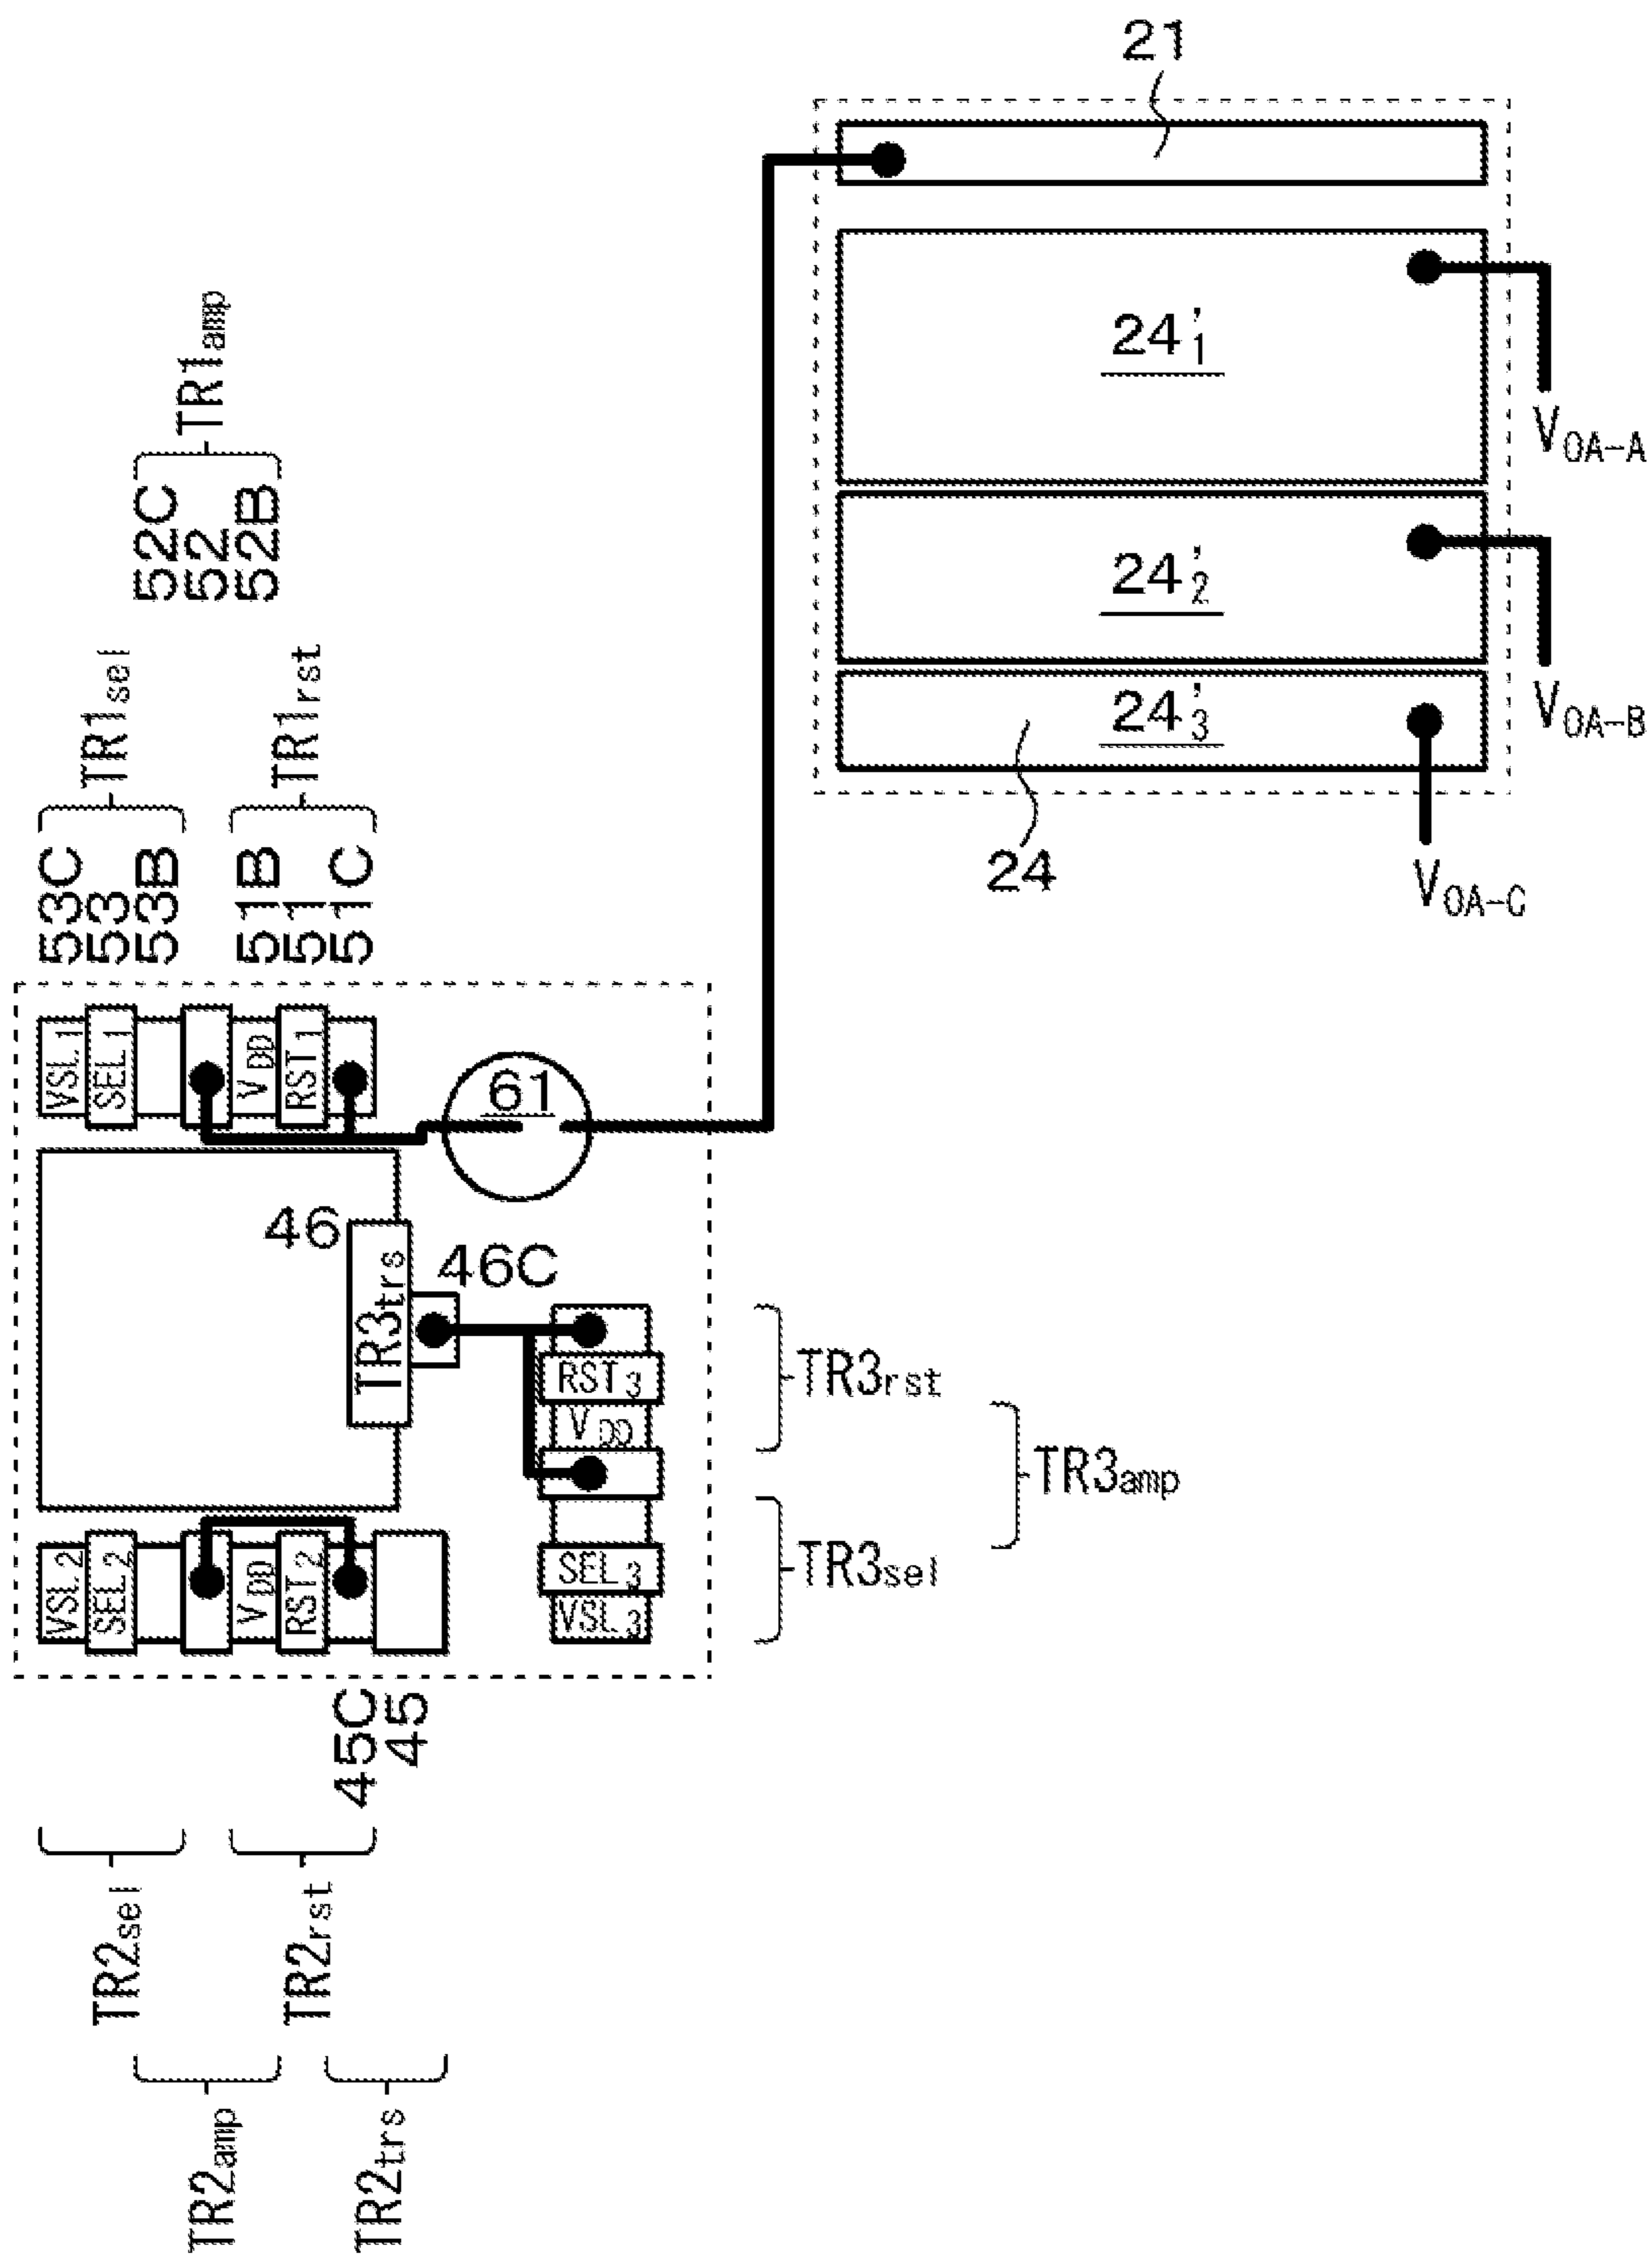 21
24'1
24'2
24'3
24
VOA-A
VOA-B
VOA-C
TR1amp
52C
52
52B
TR1sel
TR1rst
53C
53
53B
51B
51
51C
VSL1
SEL1
VDD
RST1
61
46
TR3trs
46C
RST3
VDD
SEL3
VSL3
TR3rst
TR3amp
TR3sel
VSL2
SEL2
VDD
RST2
45C
45
TR2sel
TR2rst
TR2amp
TR2trs